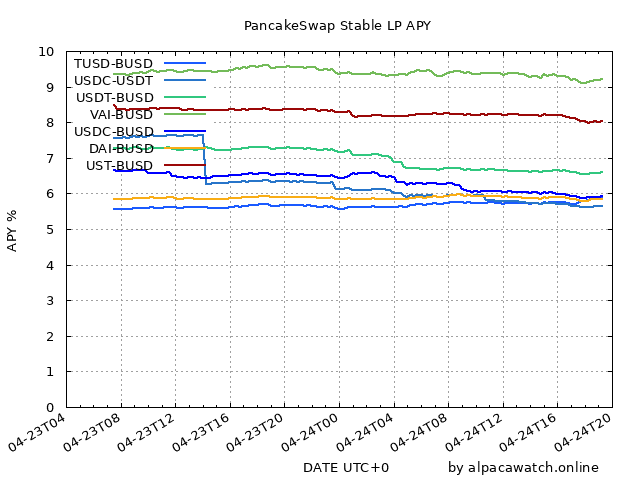 PancakeSwap Stable LP APY
10
9
8
7
6
5
4
3
2
1
0
APY %
TUSD-BUSD
USDC-USDT
USDT-BUSD
VAI-BUSD
USDC-BUSD
DAI-BUSD
UST-BUSD
04-23T04
04-23T08
04-23T12
04-23T16
04-23T20
04-24T00
04-24T04
04-24T08
04-24T12
04-24T16
04-24T20
DATE UTC+0
by alpacawatch.online